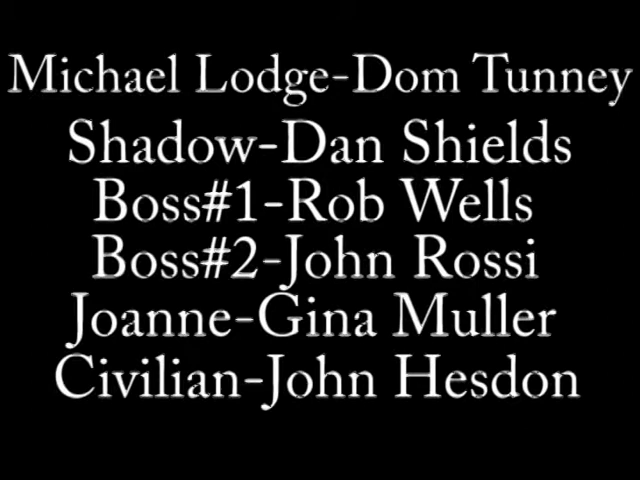 Michael Lodge-Dom Tunney
Shadow-Dan Shields
Boss#1-Rob Wells
Boss#2-John Rossi
Joanne-Gina Muller
Civilian-John Hesdon